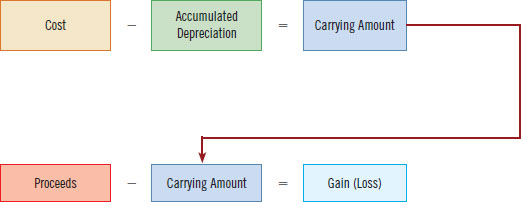 Cost − Accumulated Depreciation = Carrying Amount
Proceeds − Carrying Amount = Gain (Loss)